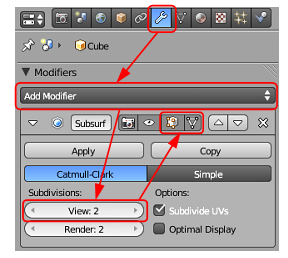 Cube
Modifiers
Add Modifier
Subsurf
Apply Copy
Catmull-Clark Simple
Subdivisions: Options:
View: 2 Subdivide UVs
Render: 2 Optimal Display